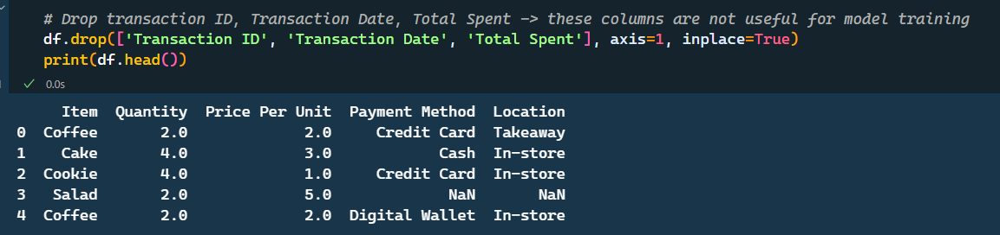 # Drop transaction ID, Transaction Date, Total Spent -> these columns are not useful for model training
df.drop(['Transaction ID', 'Transaction Date', 'Total Spent'], axis=1, inplace=True)
print(df.head())
0.0s
Item Quantity Price Per Unit Payment Method Location
0 Coffee 2.0 2.0 Credit Card Takeaway
1 Cake 4.0 3.0 Cash In-store
2 Cookie 4.0 1.0 Credit Card In-store
3 Salad 2.0 5.0 NaN NaN
4 Coffee 2.0 2.0 Digital Wallet In-store